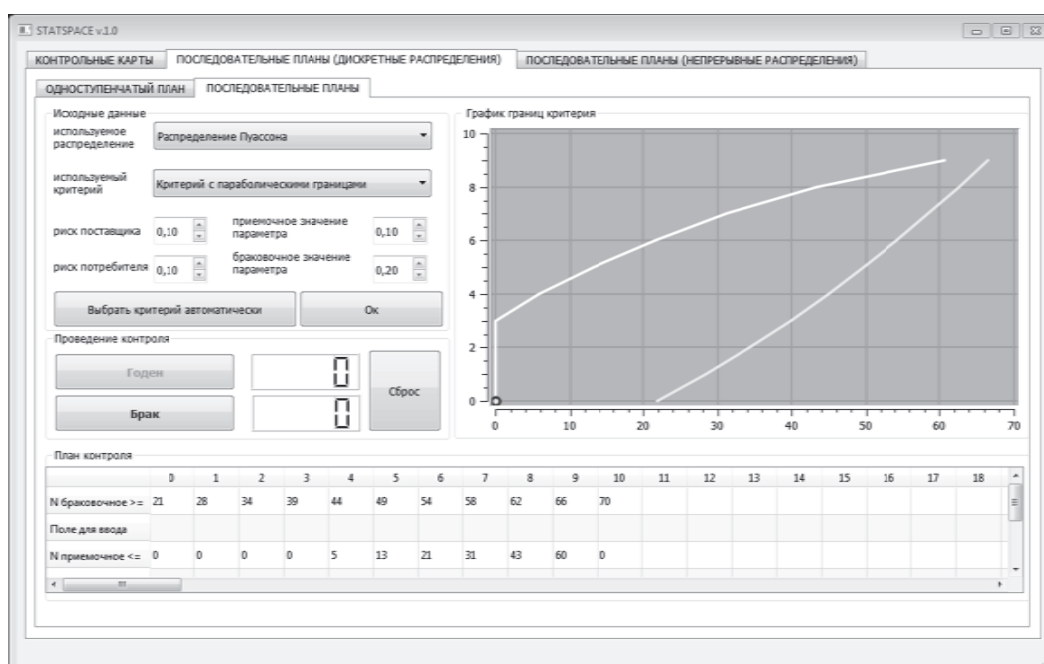 STATSPACE v.1.0
КОНТРОЛЬНЫЕ КАРТЫ ПОСЛЕДОВАТЕЛЬНЫЕ ПЛАНЫ (ДИСКРЕТНЫЕ РАСПРЕДЕЛЕНИЯ) ПОСЛЕДОВАТЕЛЬНЫЕ ПЛАНЫ (НЕПРЕРЫВНЫЕ РАСПРЕДЕЛЕНИЯ)
ОДНОСТУПЕНЧАТЫЙ ПЛАН ПОСЛЕДОВАТЕЛЬНЫЕ ПЛАНЫ
Исходные данные
используемое
распределение
Распределение Пуассона
используемый
критерий
Критерий с параболическими границами
риск поставщика 0,10
приемочное значение
параметра
0,10
риск потребителя 0,10
браковочное значение
параметра
0,20
Выбрать критерий автоматически Ок
Проведение контроля
Годен 0
Брак 0
Сброс
График границ критерия
10
8
6
4
2
0
0 10 20 30 40 50 60 70
План контроля
0 1 2 3 4 5 6 7 8 9 10 11 12 13 14 15 16 17 18
N браковочное >= 21 28 34 39 44 49 54 58 62 66 70
Поле для ввода
N приемочное <= 0 0 0 0 5 13 21 31 43 60 0